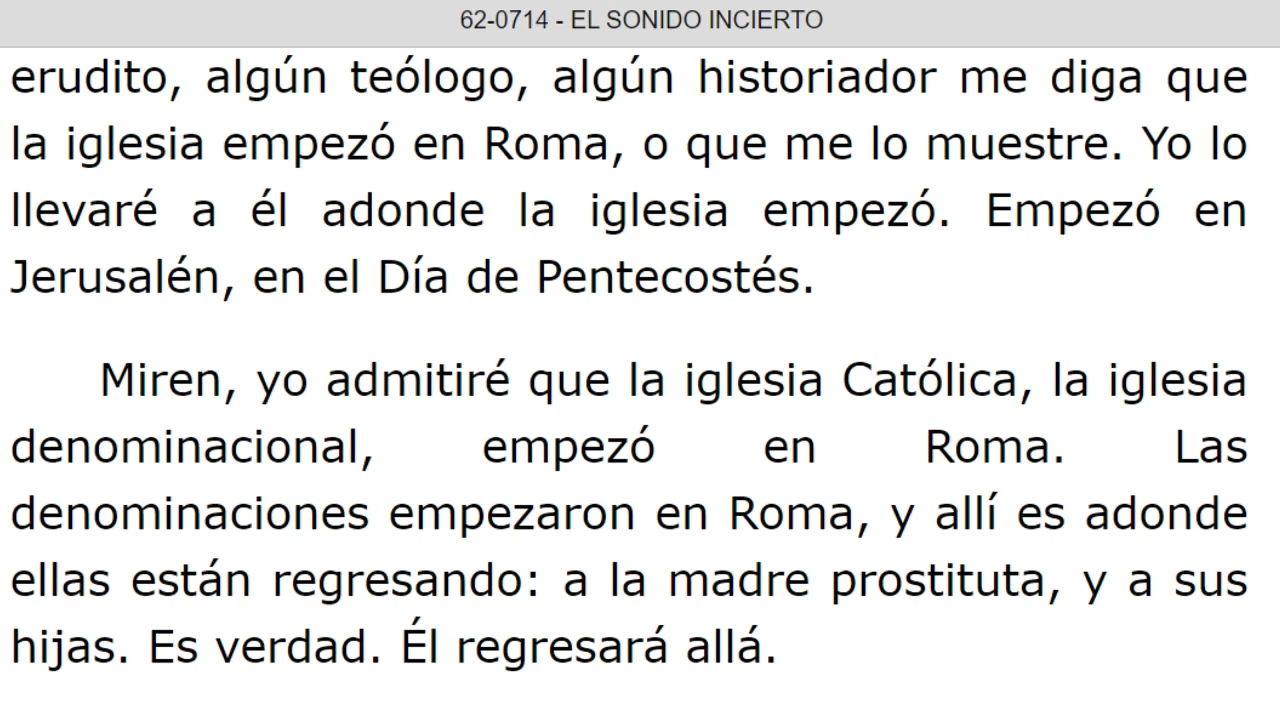 62-0714 - EL SONIDO INCIERTO
erudito, algún teólogo, algún historiador me diga que
la iglesia empezó en Roma, o que me lo muestre. Yo lo
llevaré a él adonde la iglesia empezó. Empezó en
Jerusalén, en el Día de Pentecostés.
Miren, yo admitiré que la iglesia Católica, la iglesia
denominacional, empezó en Roma. Las
denominaciones empezaron en Roma, y allí es adonde
ellas están regresando: a la madre prostituta, y a sus
hijas. Es verdad. Él regresará allá.